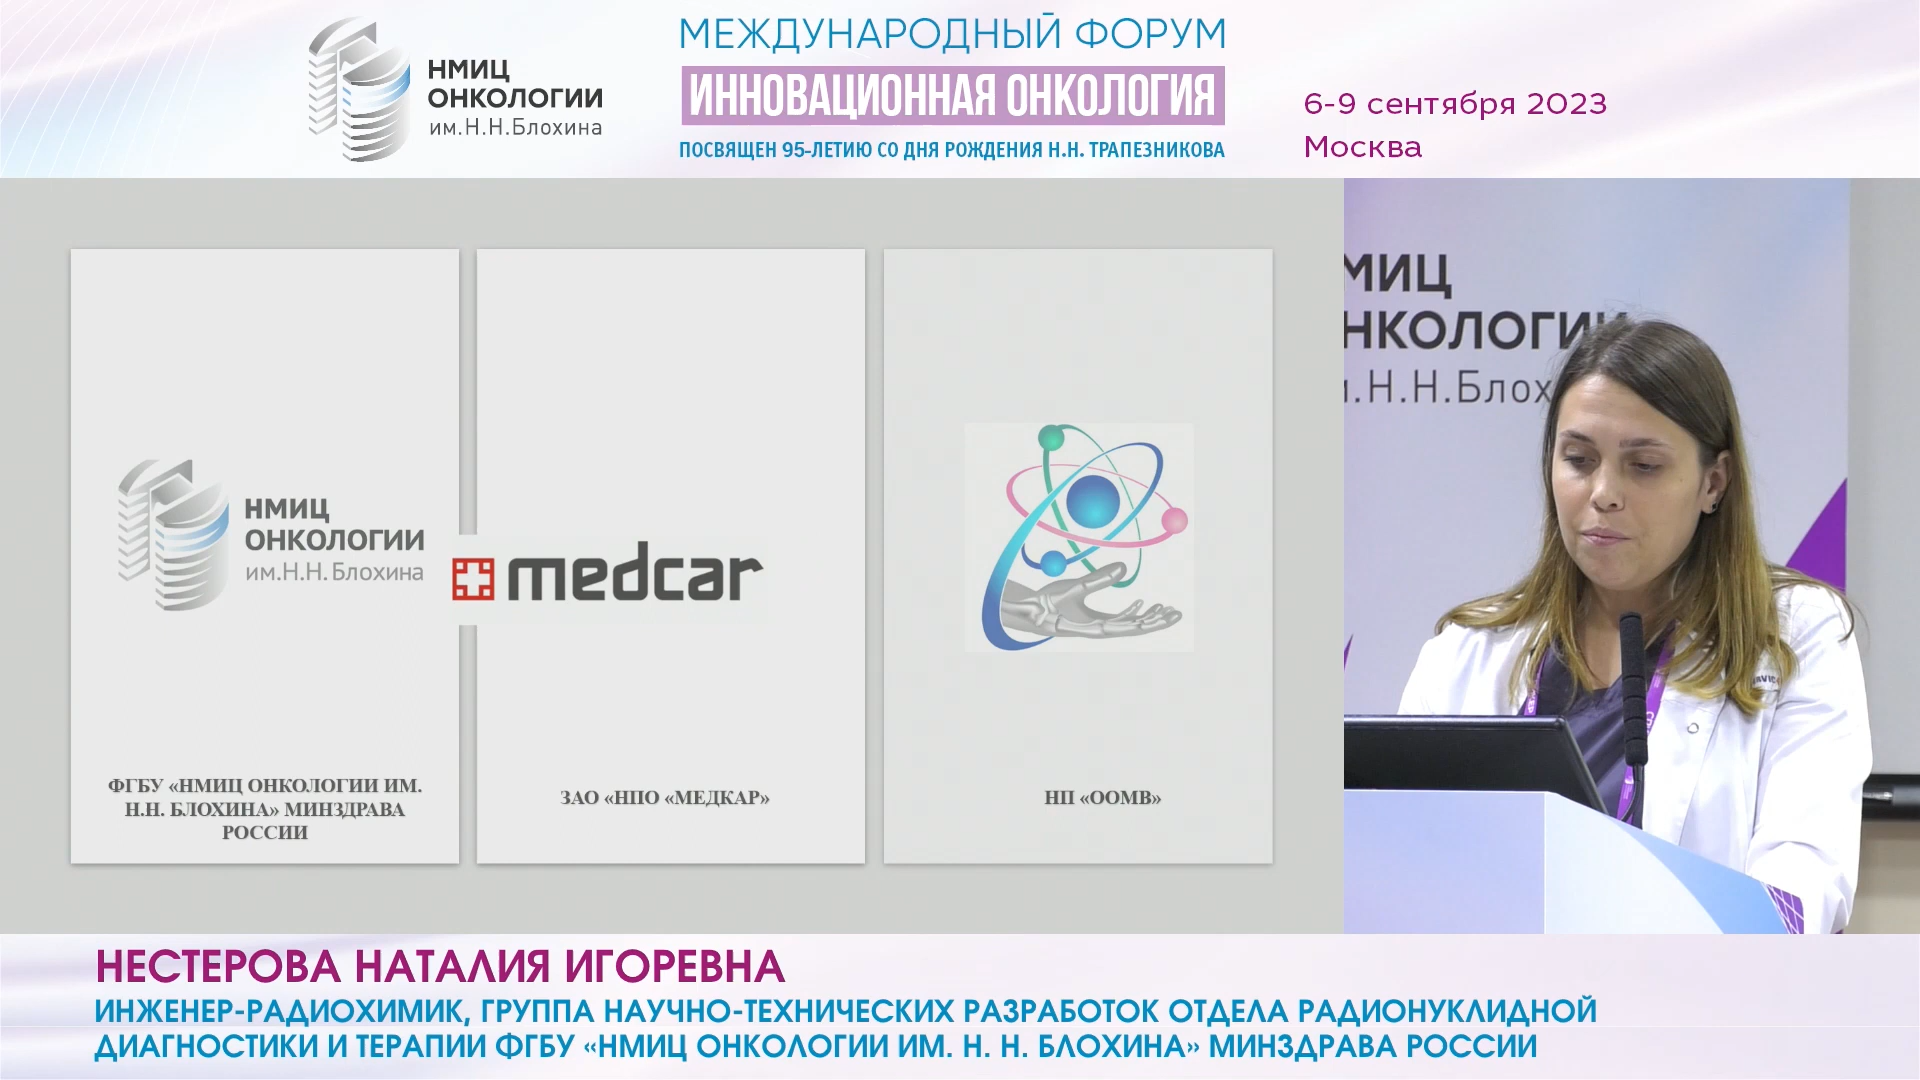 НМИЦ
ОНКОЛОГИИ
им.Н.Н.Блохина
МЕЖДУНАРОДНЫЙ ФОРУМ
ИННОВАЦИОННАЯ ОНКОЛОГИЯ
ПОСВЯЩЕН 95-ЛЕТИЮ СО ДНЯ РОЖДЕНИЯ Н.Н. ТРАПЕЗНИКОВА
6-9 сентября 2023
Москва
НМИЦ
ОНКОЛОГИИ
им.Н.Н.Блохина
ФГБУ «НМИЦ ОНКОЛОГИИ ИМ.
Н.Н. БЛОХИНА» МИНЗДРАВА
РОССИИ
medcar
ЗАО «НПО «МЕДКАР»
НП «ООМВ»
МИЦ
НКОЛОГИИ
.Н.Н.Блох
НЕСТЕРОВА НАТАЛИЯ ИГОРЕВНА
ИНЖЕНЕР-РАДИОХИМИК, ГРУППА НАУЧНО-ТЕХНИЧЕСКИХ РАЗРАБОТОК ОТДЕЛА РАДИОНУКЛИДНОЙ
ДИАГНОСТИКИ И ТЕРАПИИ ФГБУ «НМИЦ ОНКОЛОГИИ ИМ. Н. Н. БЛОХИНА» МИНЗДРАВА РОССИИ